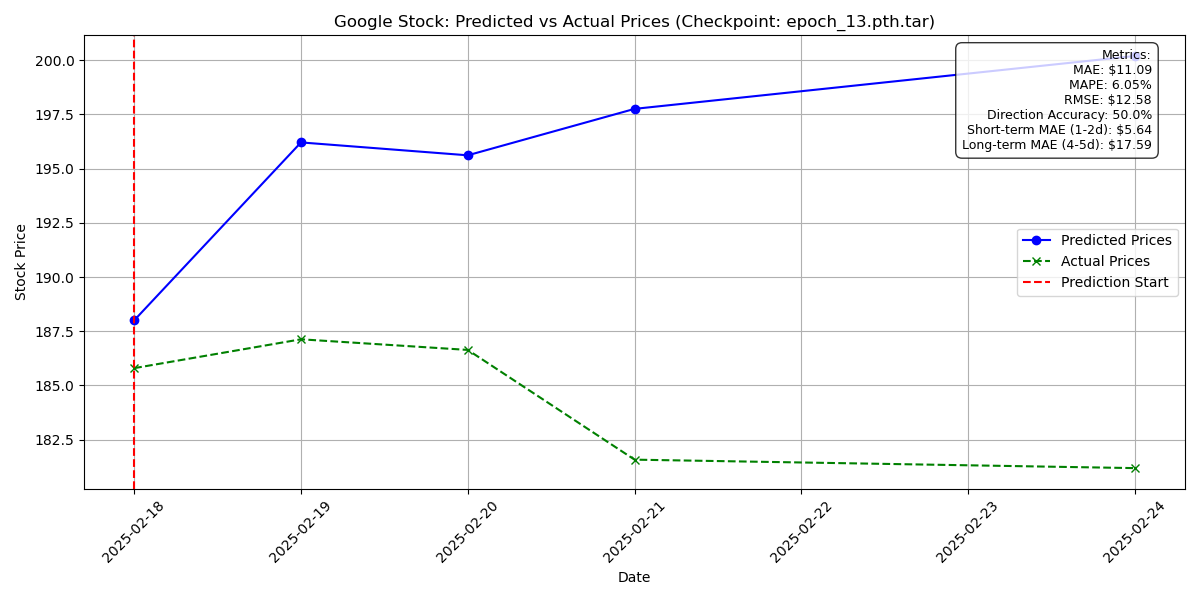 Google Stock: Predicted vs Actual Prices (Checkpoint: epoch_13.pth.tar)
Metrics:
MAE: $11.09
MAPE: 6.05%
RMSE: $12.58
Direction Accuracy: 50.0%
Short-term MAE (1-2d): $5.64
Long-term MAE (4-5d): $17.59
Predicted Prices
Actual Prices
Prediction Start
Stock Price
200.0
197.5
195.0
192.5
190.0
187.5
185.0
182.5
2025-02-18
2025-02-19
2025-02-20
2025-02-21
2025-02-22
2025-02-23
2025-02-24
Date